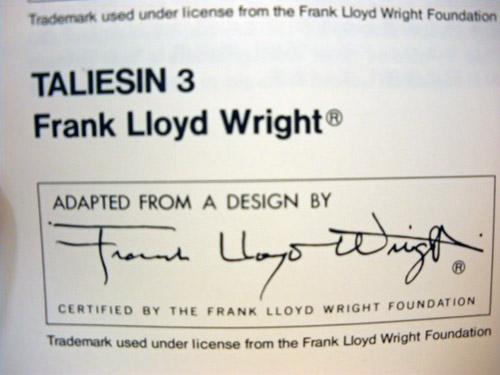 Trademark used under license from the Frank Lloyd Wright Foundation
TALIESIN 3
Frank Lloyd Wright®
ADAPTED FROM A DESIGN BY
Frank Lloyd Wright
®
CERTIFIED BY THE FRANK LLOYD WRIGHT FOUNDATION
Trademark used under license from the Frank Lloyd Wright Foundation